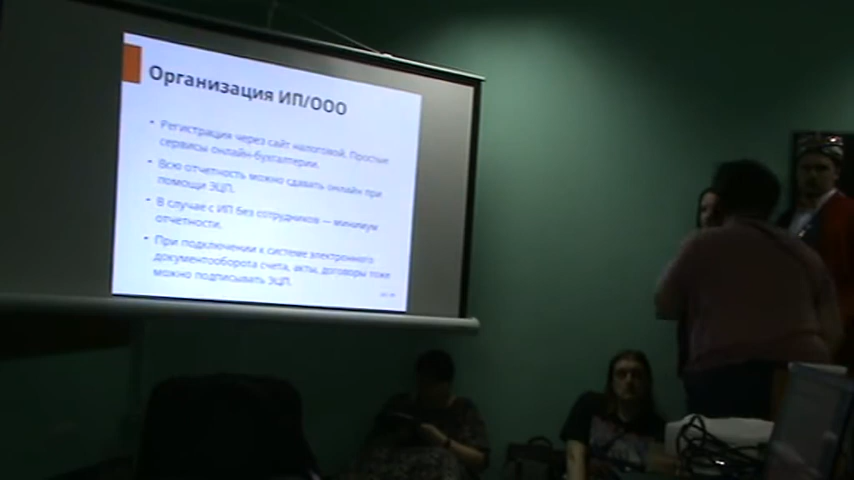 Организация ИП/ООО
• Регистрация через сайт налоговой. Простые
сервисы онлайн-бухгалтерии.
• Всю отчетность можно сдавать онлайн при
помощи ЭЦП.
• В случае с ИП без сотрудников — минимум
отчетности.
• При подключении к системе электронного
документооборота счета, акты, договоры тоже
можно подписывать ЭЦП.